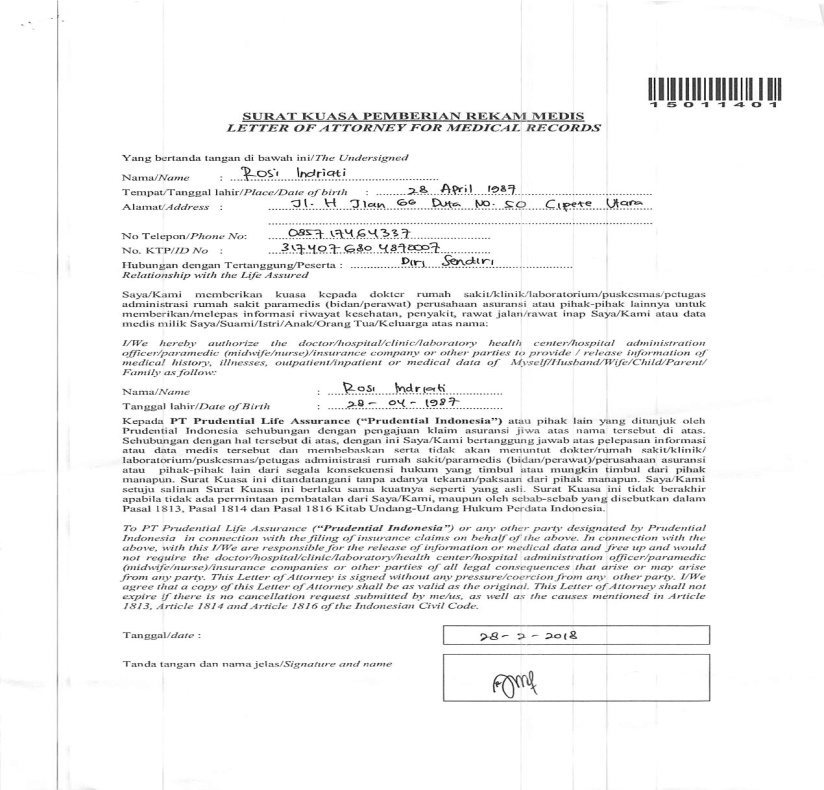 15011401
SURAT KUASA PEMBERIAN REKAM MEDIS
LETTER OF ATTORNEY FOR MEDICAL RECORDS
Yang bertanda tangan di bawah ini/The Undersigned
Nama/Name : Rosi Indriati
Tempat/Tanggal lahir/Place/Date of birth : 28 April 1987
Alamat/Address : Jl. H Jian GG Duta No. 50 Cipete Utara
No Telepon/Phone No: 085717464337
No. KTP/ID No : 3174076804870007
Hubungan dengan Tertanggung/Peserta : Diri Sendiri
Relationship with the Life Assured
Saya/Kami memberikan kuasa kepada dokter rumah sakit/klinik/laboratorium/puskesmas/petugas
administrasi rumah sakit paramedis (bidan/perawat) perusahaan asuransi atau pihak-pihak lainnya untuk
memberikan/melepas informasi riwayat kesehatan, penyakit, rawat jalan/rawat inap Saya/Kami atau data
medis milik Saya/Suami/Istri/Anak/Orang Tua/Keluarga atas nama:
I/We hereby authorize the doctor/hospital/clinic/laboratory health center/hospital administration
officer/paramedic (midwife/nurse)/insurance company or other parties to provide / release information of
medical history, illnesses, outpatient/inpatient or medical data of Myself/Husband/Wife/Child/Parent/
Family as follow:
Nama/Name : Rosi Indriati
Tanggal lahir/Date of Birth : 28 - 04 - 1987
Kepada PT Prudential Life Assurance ("Prudential Indonesia") atau pihak lain yang ditunjuk oleh
Prudential Indonesia sehubungan dengan pengajuan klaim asuransi jiwa atas nama tersebut di atas.
Sehubungan dengan hal tersebut di atas, dengan ini Saya/Kami bertanggung jawab atas pelepasan informasi
atau data medis tersebut dan membebaskan serta tidak akan menuntut dokter/rumah sakit/klinik/
laboratorium/puskesmas/petugas administrasi rumah sakit/paramedis (bidan/perawat)/perusahaan asuransi
atau pihak-pihak lain dari segala konsekuensi hukum yang timbul atau mungkin timbul dari pihak
manapun. Surat Kuasa ini ditandatangani tanpa adanya tekanan/paksaan dari pihak manapun. Saya/Kami
setuju salinan Surat Kuasa ini berlaku sama kuatnya seperti yang asli. Surat Kuasa ini tidak berakhir
apabila tidak ada permintaan pembatalan dari Saya/Kami, maupun oleh sebab-sebab yang disebutkan dalam
Pasal 1813, Pasal 1814 dan Pasal 1816 Kitab Undang-Undang Hukum Perdata Indonesia.
To PT Prudential Life Assurance ("Prudential Indonesia") or any other party designated by Prudential
Indonesia in connection with the filing of insurance claims on behalf of the above. In connection with the
above, with this I/We are responsible for the release of information or medical data and free up and would
not require the doctor/hospital/clinic/laboratory/health center/hospital administration officer/paramedic
(midwife/nurse)/insurance companies or other parties of all legal consequences that arise or may arise
from any party. This Letter of Attorney is signed without any pressure/coercion from any other party. I/We
agree that a copy of this Letter of Attorney shall be as valid as the original. This Letter of Attorney shall not
expire if there is no cancellation request submitted by me/us, as well as the causes mentioned in Article
1813, Article 1814 and Article 1816 of the Indonesian Civil Code.
Tanggal/date : 28 - 2 - 2018
Tanda tangan dan nama jelas/Signature and name